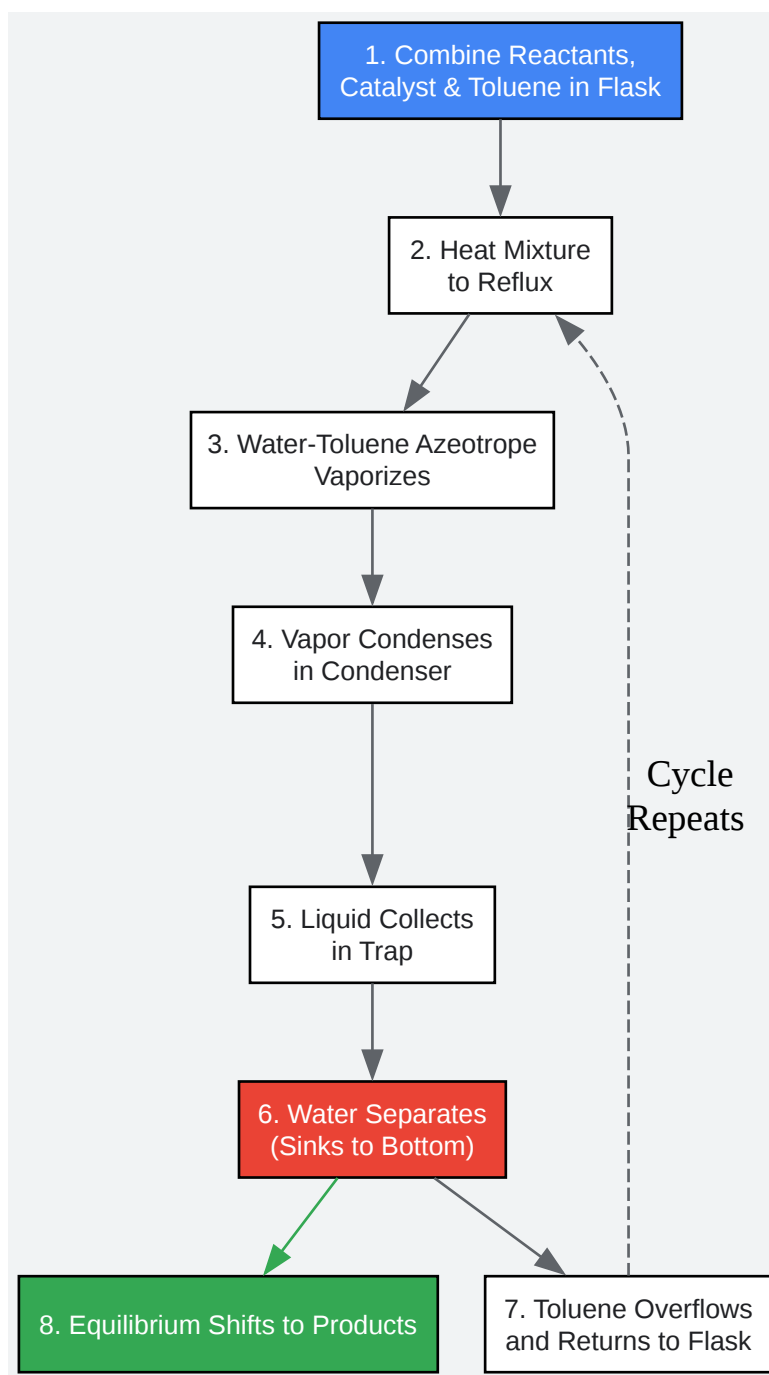 1. Combine Reactants,
Catalyst & Toluene in Flask
2. Heat Mixture
to Reflux
3. Water-Toluene Azeotrope
Vaporizes
4. Vapor Condenses
in Condenser
Cycle
Repeats
5. Liquid Collects
in Trap
6. Water Separates
(Sinks to Bottom)
8. Equilibrium Shifts to Products
7. Toluene Overflows
and Returns to Flask